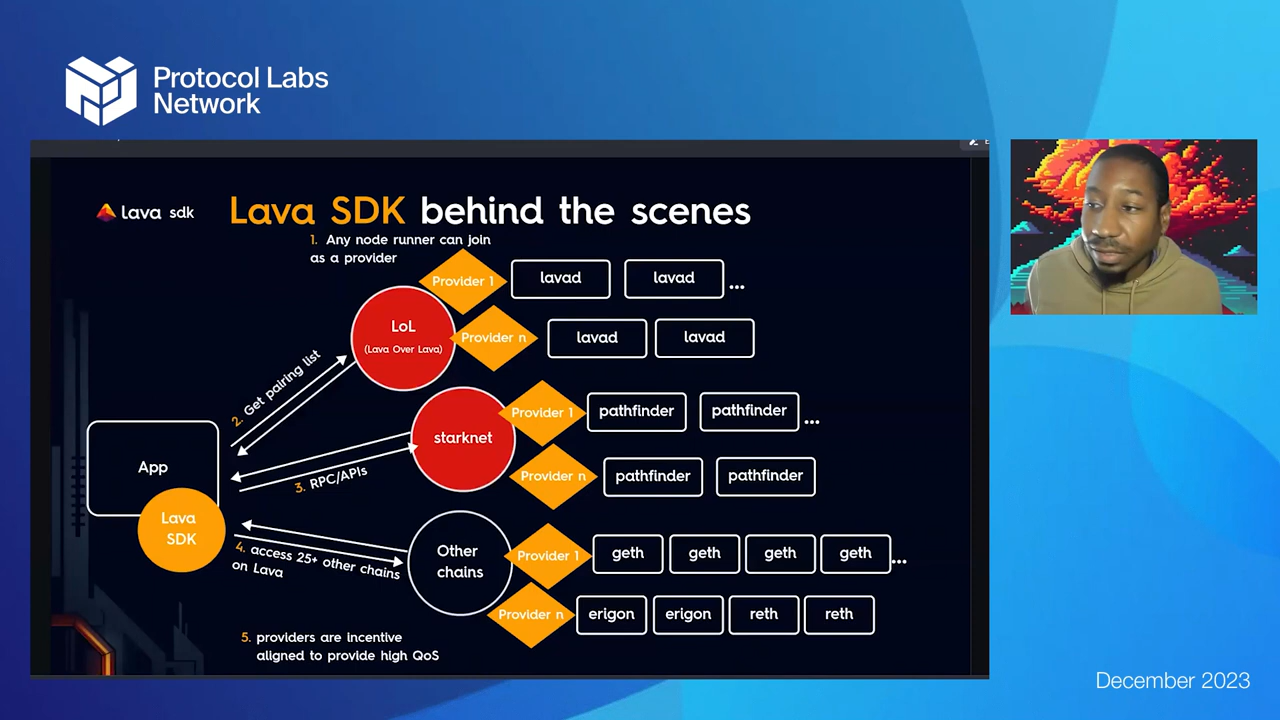 Protocol Labs
Network
lava sdk
Lava SDK behind the scenes
1. Any node runner can join
as a provider
Provider 1
lavad
lavad
...
LoL
(Lava Over Lava)
Provider n
lavad
lavad
2. Get pairing list
Provider 1
pathfinder
pathfinder
...
starknet
App
3. RPC/APIs
Provider n
pathfinder
pathfinder
Lava
SDK
4. access 25+ other chains
on Lava
Other
chains
Provider 1
geth
geth
geth
geth
...
Provider n
erigon
erigon
reth
reth
5. providers are incentive
aligned to provide high QoS
December 2023